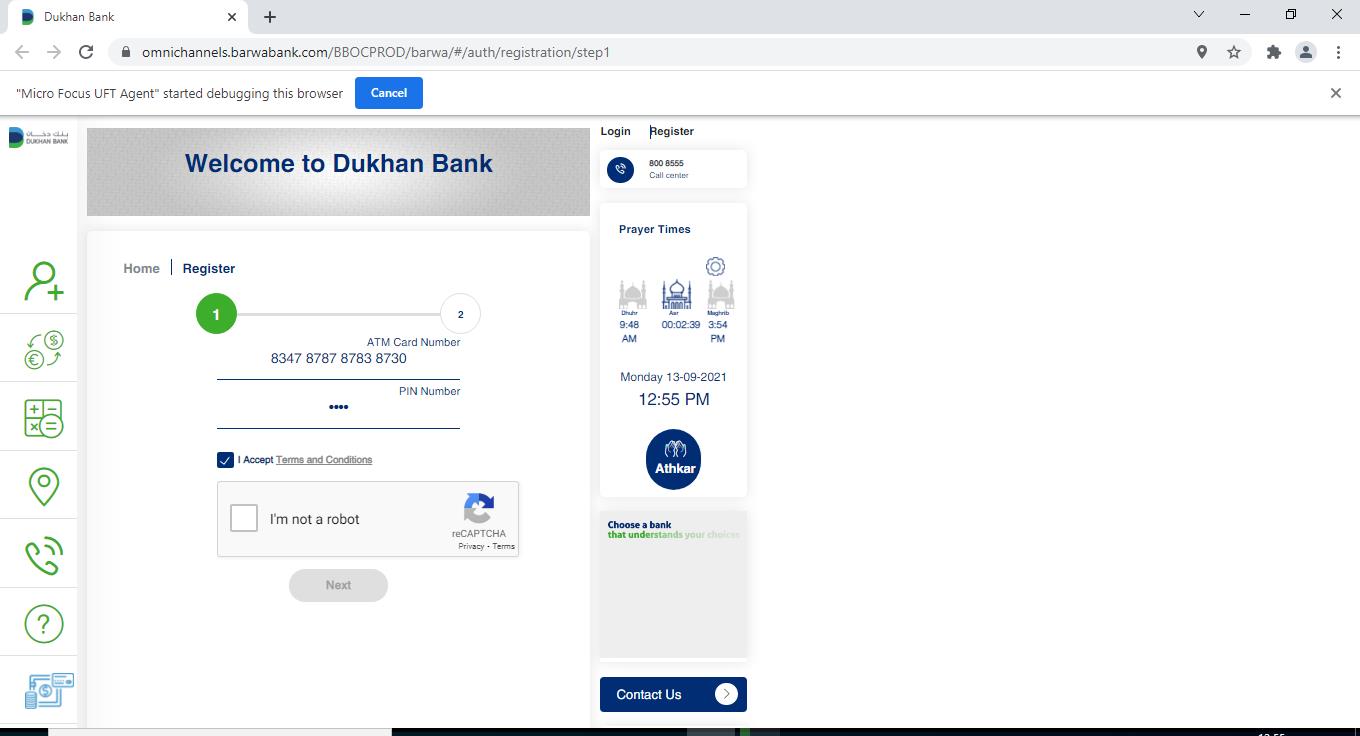 Dukhan Bank
omnichannels.barwabank.com/BBOCPROD/barwa/#/auth/registration/step1
"Micro Focus UFT Agent" started debugging this browser
Cancel
بنك دخان
DUKHAN BANK
Welcome to Dukhan Bank
Login
Register
800 8555
Call center
Prayer Times
Dhuhr
Asr
Maghrib
9:48 AM
00:02:39
3:54 PM
Monday 13-09-2021
12:55 PM
Athkar
Choose a bank
that understands your choices
Contact Us
Home
Register
1
2
ATM Card Number
8347 8787 8783 8730
PIN Number
••••
I Accept Terms and Conditions
I'm not a robot
reCAPTCHA
Privacy - Terms
Next